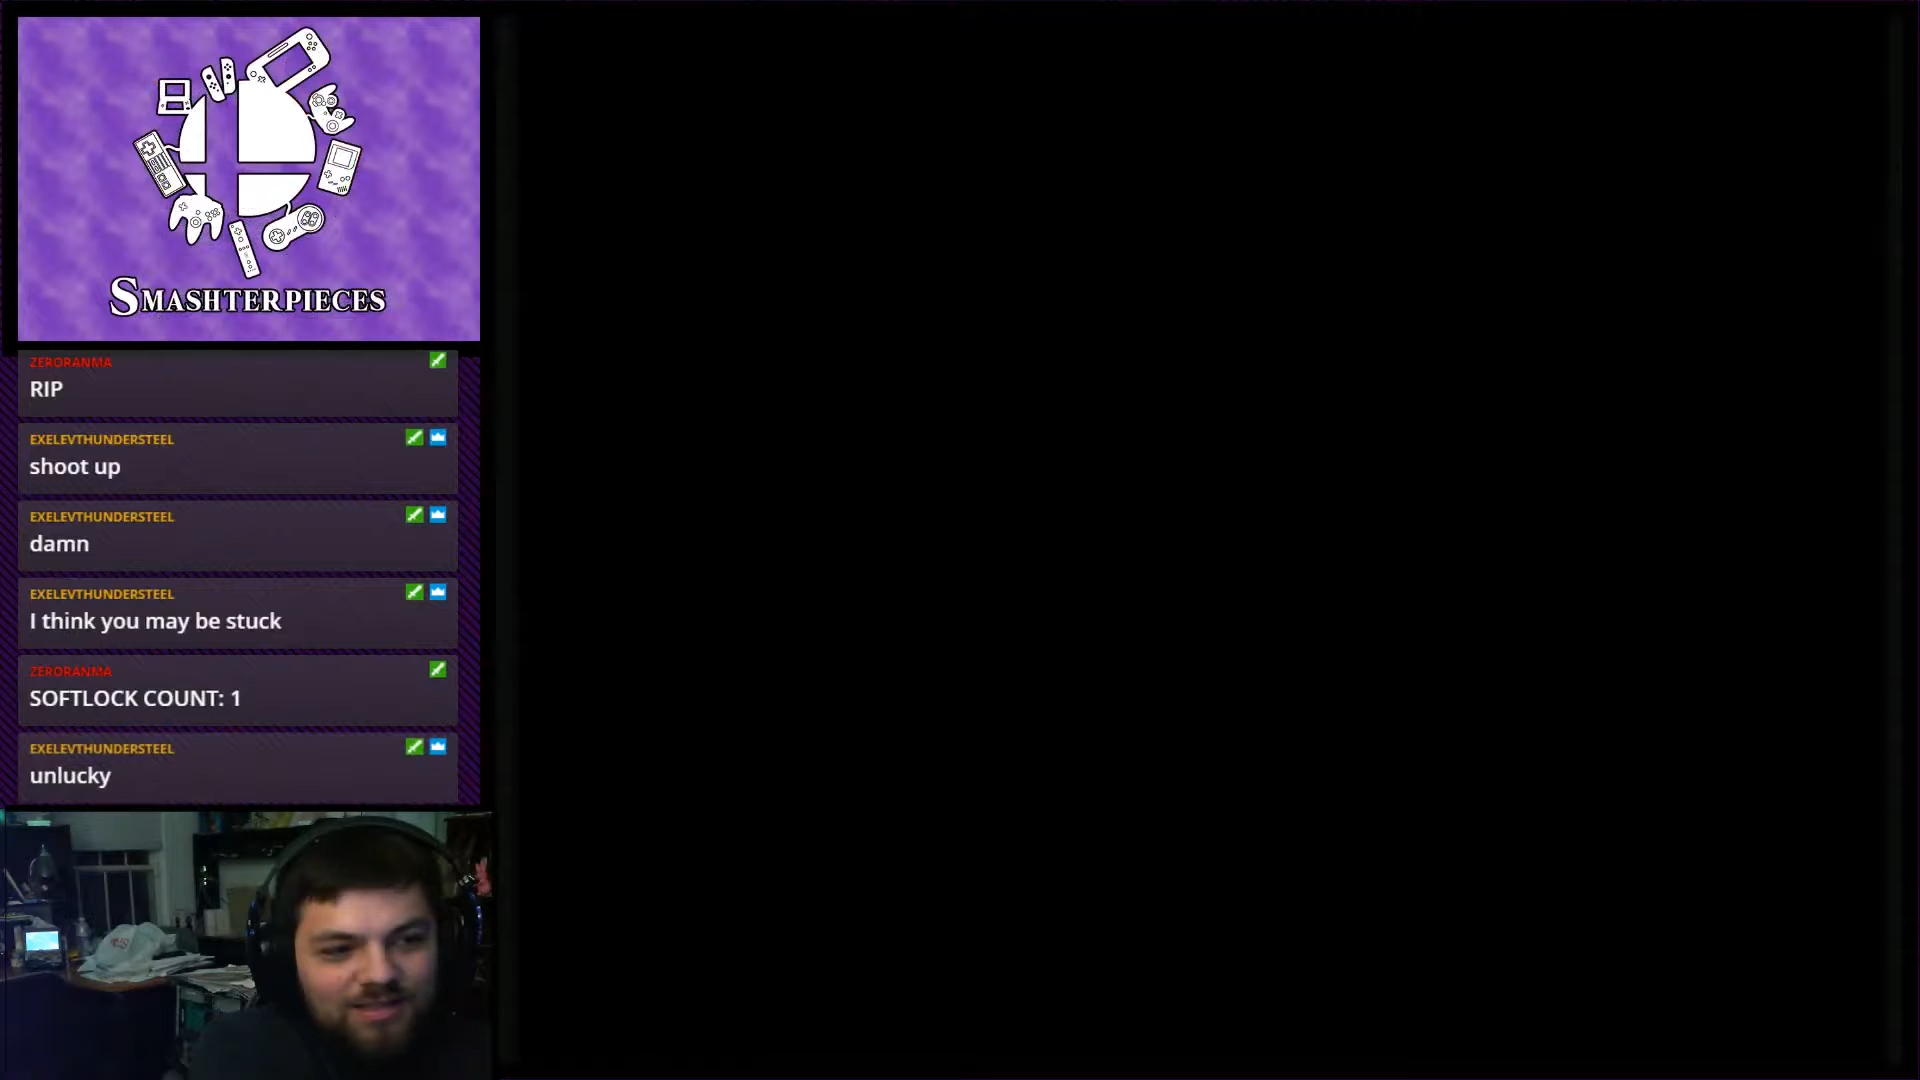 SMASHTERPIECES
ZERORANMA
RIP
EXELEVTHUNDERSTEEL
shoot up
EXELEVTHUNDERSTEEL
damn
EXELEVTHUNDERSTEEL
I think you may be stuck
ZERORANMA
SOFTLOCK COUNT: 1
EXELEVTHUNDERSTEEL
unlucky